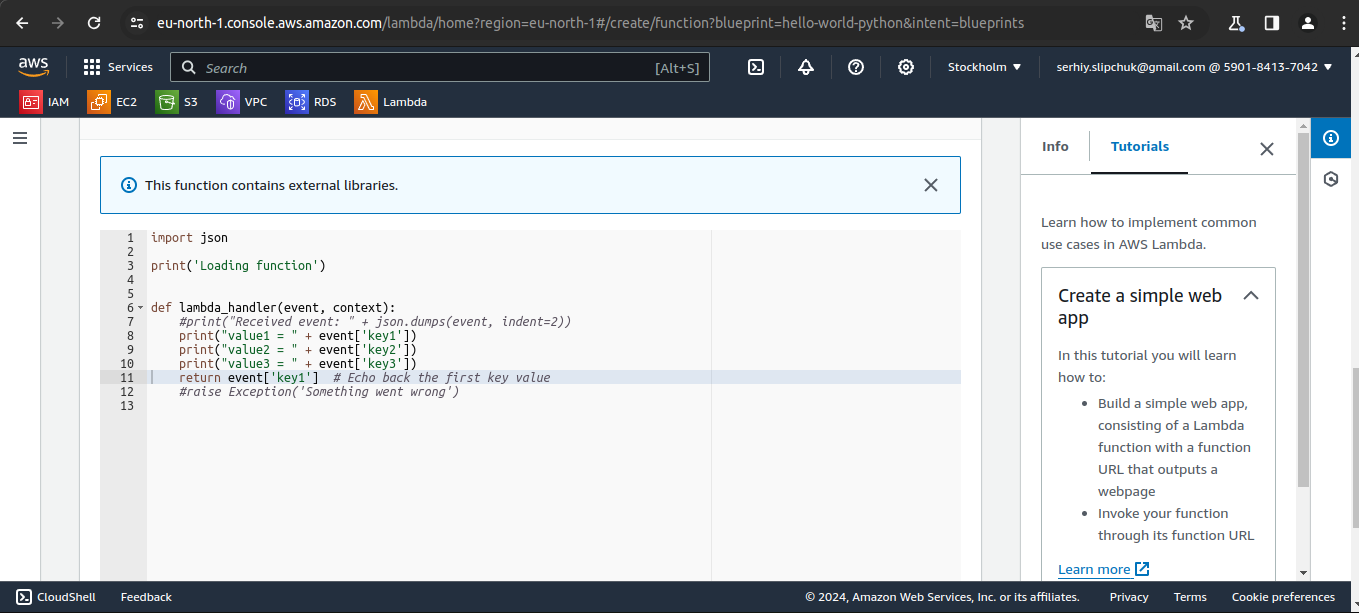 eu-north-1.console.aws.amazon.com/lambda/home?region=eu-north-1#/create/function?blueprint=hello-world-python&intent=blueprints
aws
Services
Search
[Alt+S]
Stockholm
serhiy.slipchuk@gmail.com @ 5901-8413-7042
IAM
EC2
S3
VPC
RDS
Lambda
This function contains external libraries.
1 import json
2
3 print('Loading function')
4
5
6 def lambda_handler(event, context):
7 #print("Received event: " + json.dumps(event, indent=2))
8 print("value1 = " + event['key1'])
9 print("value2 = " + event['key2'])
10 print("value3 = " + event['key3'])
11 return event['key1']  # Echo back the first key value
12 #raise Exception('Something went wrong')
13
Info
Tutorials
Learn how to implement common
use cases in AWS Lambda.
Create a simple web
app
In this tutorial you will learn
how to:
• Build a simple web app,
consisting of a Lambda
function with a function
URL that outputs a
webpage
• Invoke your function
through its function URL
Learn more
CloudShell
Feedback
© 2024, Amazon Web Services, Inc. or its affiliates.
Privacy
Terms
Cookie preferences